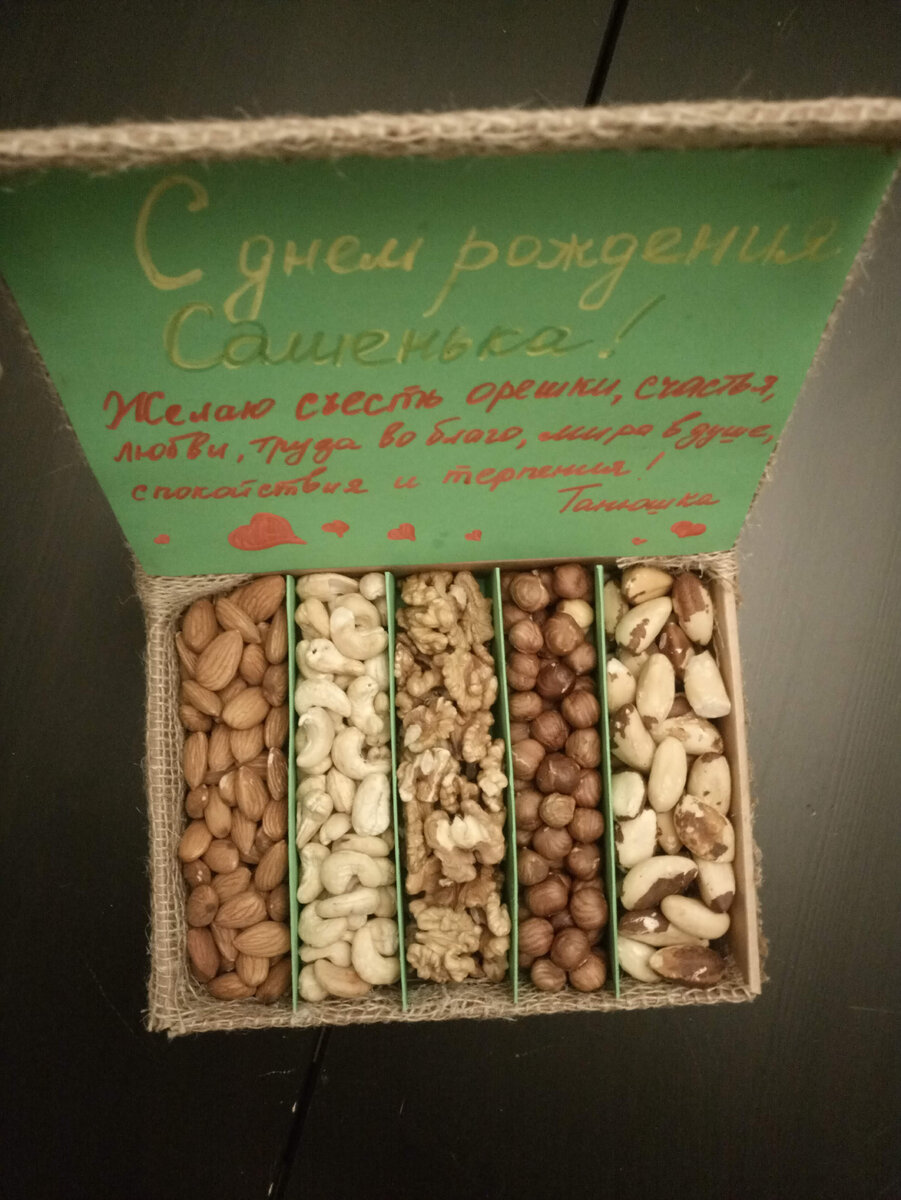 С днем рождения
Сашенька!
Желаю съесть орешки, счастья,
любви, труда во благо, мира в душе,
спокойствия и терпения!
Танюшка